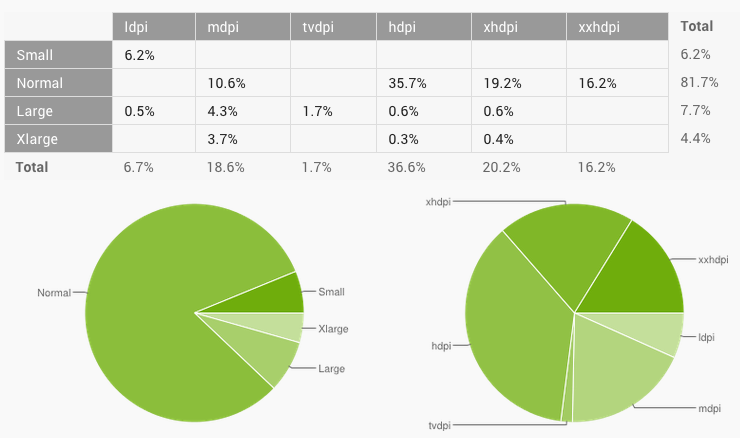 ldpi mdpi tvdpi hdpi xhdpi xxhdpi Total
Small 6.2% 6.2%
Normal 10.6% 35.7% 19.2% 16.2% 81.7%
Large 0.5% 4.3% 1.7% 0.6% 0.6% 7.7%
Xlarge 3.7% 0.3% 0.4% 4.4%
Total 6.7% 18.6% 1.7% 36.6% 20.2% 16.2%
Normal
Small
Xlarge
Large
xhdpi
xxhdpi
ldpi
hdpi
mdpi
tvdpi